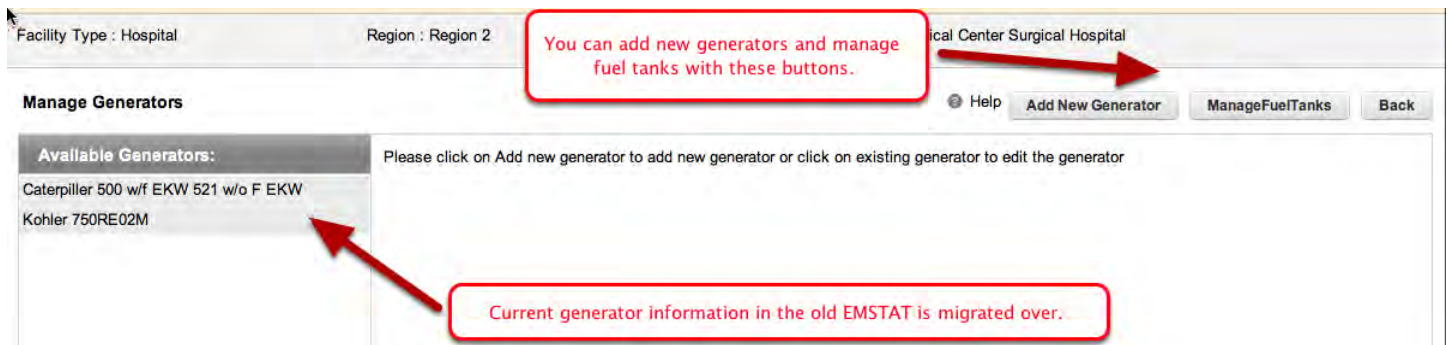 Facility Type : Hospital
Region : Region 2
ical Center Surgical Hospital
You can add new generators and manage
fuel tanks with these buttons.
Manage Generators
Help
Add New Generator
ManageFuelTanks
Back
Available Generators:
Please click on Add new generator to add new generator or click on existing generator to edit the generator
Caterpiller 500 w/f EKW 521 w/o F EKW
Kohler 750RE02M
Current generator information in the old EMSTAT is migrated over.